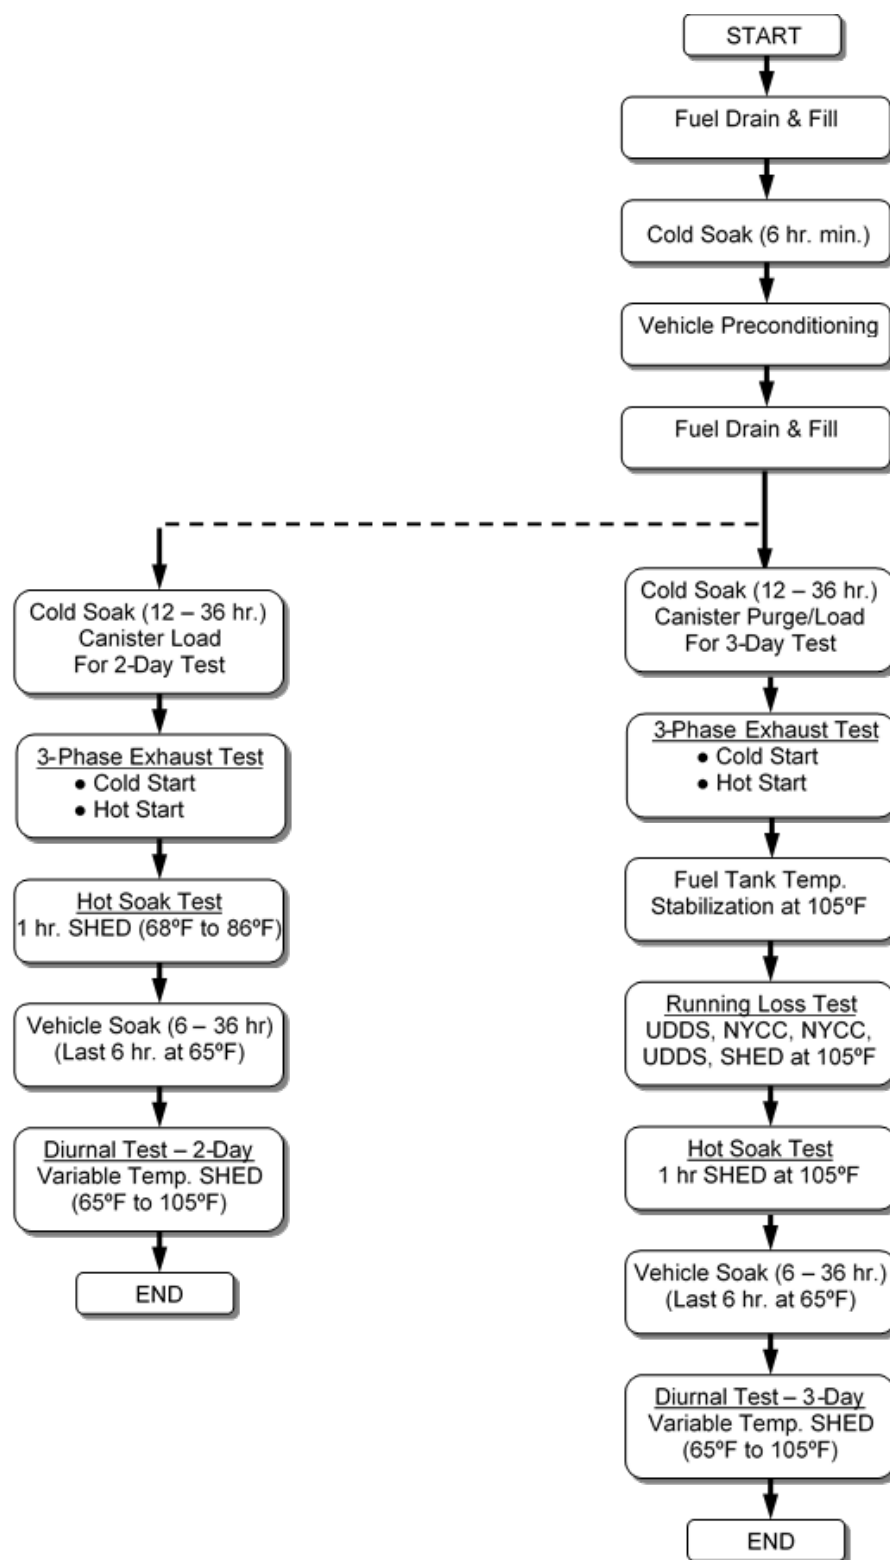 START
Fuel Drain & Fill
Cold Soak (6 hr. min.)
Vehicle Preconditioning
Fuel Drain & Fill
Cold Soak (12 – 36 hr.)
Canister Load
For 2-Day Test
3-Phase Exhaust Test
● Cold Start
● Hot Start
Hot Soak Test
1 hr. SHED (68ºF to 86ºF)
Vehicle Soak (6 – 36 hr)
(Last 6 hr. at 65ºF)
Diurnal Test – 2-Day
Variable Temp. SHED
(65ºF to 105ºF)
END
Cold Soak (12 – 36 hr.)
Canister Purge/Load
For 3-Day Test
3-Phase Exhaust Test
● Cold Start
● Hot Start
Fuel Tank Temp.
Stabilization at 105ºF
Running Loss Test
UDDS, NYCC, NYCC,
UDDS, SHED at 105ºF
Hot Soak Test
1 hr SHED at 105ºF
Vehicle Soak (6 – 36 hr.)
(Last 6 hr. at 65ºF)
Diurnal Test – 3-Day
Variable Temp. SHED
(65ºF to 105ºF)
END